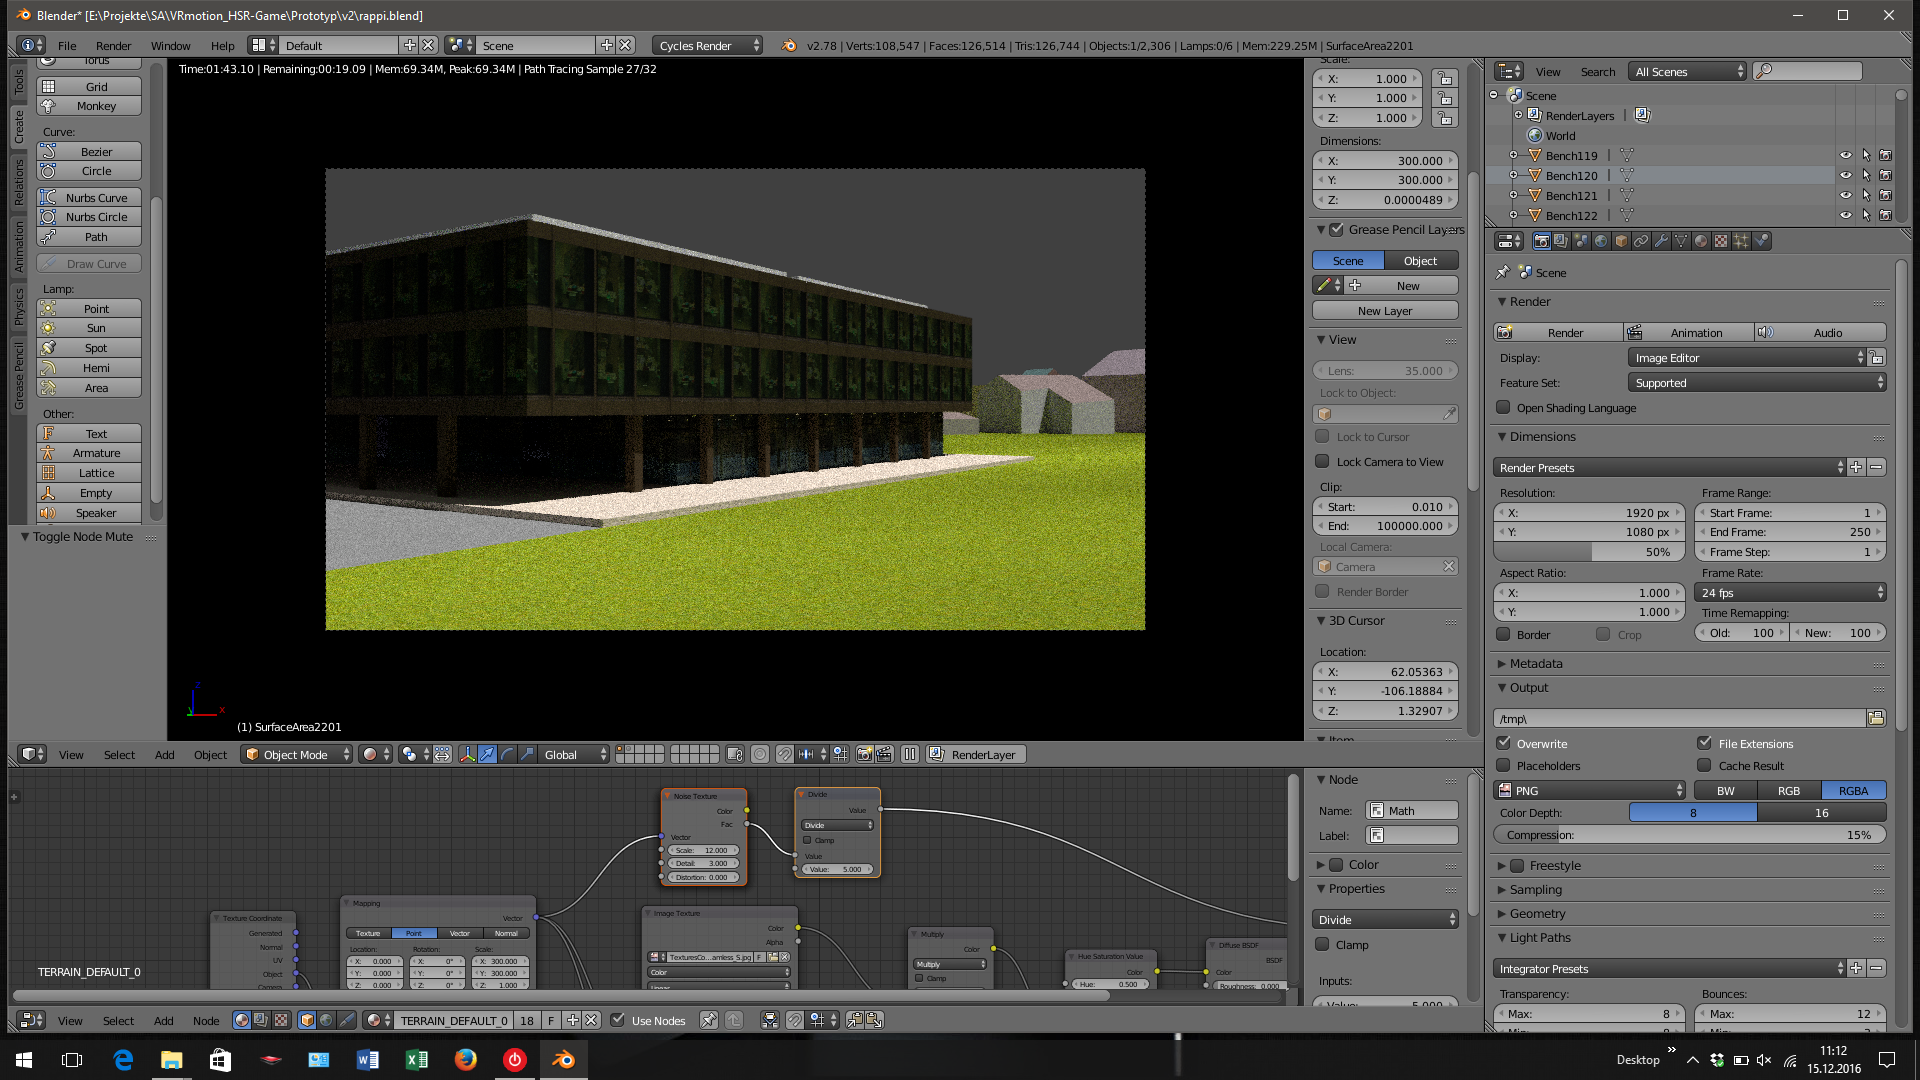 Blender* [E:\Projekte\SA\VRmotion_HSR-Game\Prototyp\v2\rappi.blend]
File Render Window Help Default Scene Cycles Render v2.78 | Verts:108,547 | Faces:126,514 | Tris:126,744 | Objects:1/2,306 | Lamps:0/6 | Mem:229.25M | SurfaceArea2201
Tools
Create
Relations
Animation
Physics
Grease Pencil
Torus
Grid
Monkey
Curve:
Bezier
Circle
Nurbs Curve
Nurbs Circle
Path
Draw Curve
Lamp:
Point
Sun
Spot
Hemi
Area
Other:
Text
Armature
Lattice
Empty
Speaker
Toggle Node Mute
Time:01:43.10 | Remaining:00:19.09 | Mem:69.34M, Peak:69.34M | Path Tracing Sample 27/32
z
y
x
(1) SurfaceArea2201
View Select Add Object Object Mode Global RenderLayer
Scale:
X: 1.000
Y: 1.000
Z: 1.000
Dimensions:
X: 300.000
Y: 300.000
Z: 0.0000489
Grease Pencil Layers
Scene Object
New
New Layer
View
Lens: 35.000
Lock to Object:
Lock to Cursor
Lock Camera to View
Clip:
Start: 0.010
End: 100000.000
Local Camera:
Camera
Render Border
3D Cursor
Location:
X: 62.05363
Y: -106.18884
Z: 1.32907
Item
View Search All Scenes
Scene
RenderLayers |
World
Bench119 |
Bench120 |
Bench121 |
Bench122 |
Scene
Render
Render Animation Audio
Display: Image Editor
Feature Set: Supported
Open Shading Language
Dimensions
Render Presets
Resolution: Frame Range:
X: 1920 px Start Frame: 1
Y: 1080 px End Frame: 250
50% Frame Step: 1
Aspect Ratio: Frame Rate:
X: 1.000 24 fps
Y: 1.000 Time Remapping:
Border Crop Old: 100 New: 100
Metadata
Output
/tmp\
Overwrite File Extensions
Placeholders Cache Result
PNG BW RGB RGBA
Color Depth: 8 16
Compression: 15%
Freestyle
Sampling
Geometry
Light Paths
Integrator Presets
Transparency: Bounces:
Max: 8 Max: 12
Texture Coordinate
Generated
Normal
UV
Object
Camera
Mapping
Vector
Texture Point Vector Normal
Location: Rotation: Scale:
X: 0.000 X: 0° X: 300.000
Y: 0.000 Y: 0° Y: 300.000
Z: 0.000 Z: 0° Z: 1.000
Noise Texture
Color
Fac
Vector
Scale: 12.000
Detail: 3.000
Distortion: 0.000
Divide
Value
Divide
Clamp
Value
Value: 5.000
Image Texture
Color
Alpha
TexturesCo...amless_S.jpg F
Color
Linear
Multiply
Color
Multiply
Clamp
Hue Saturation Value
Color
Hue: 0.500
Diffuse BSDF
BSDF
Color
Roughness: 0.000
TERRAIN_DEFAULT_0
Node
Name: Math
Label:
Color
Properties
Divide
Clamp
Inputs:
Value: 5.000
View Select Add Node TERRAIN_DEFAULT_0 18 F Use Nodes
Desktop 11:12
15.12.2016